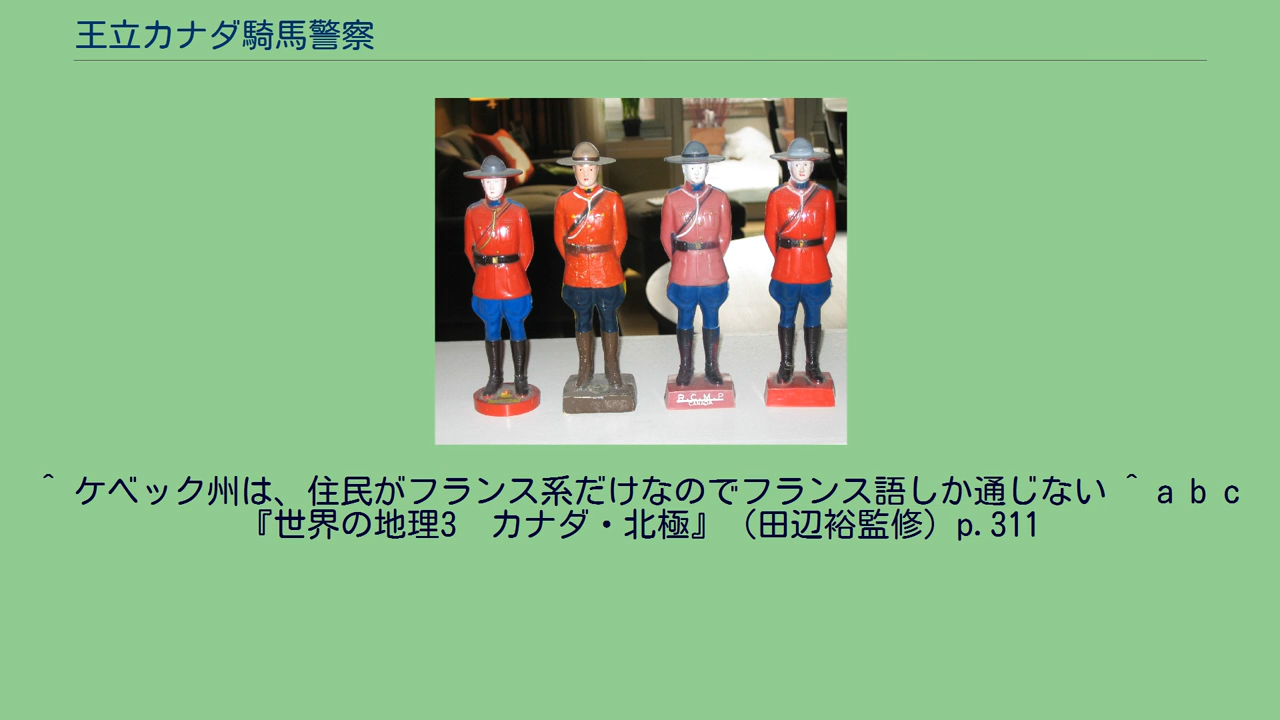 王立カナダ騎馬警察
R.C.M.P
CANADA
^ ケベック州は、住民がフランス系だけなのでフランス語しか通じない ^ a b c
『世界の地理3　カナダ・北極』（田辺裕監修）p.311